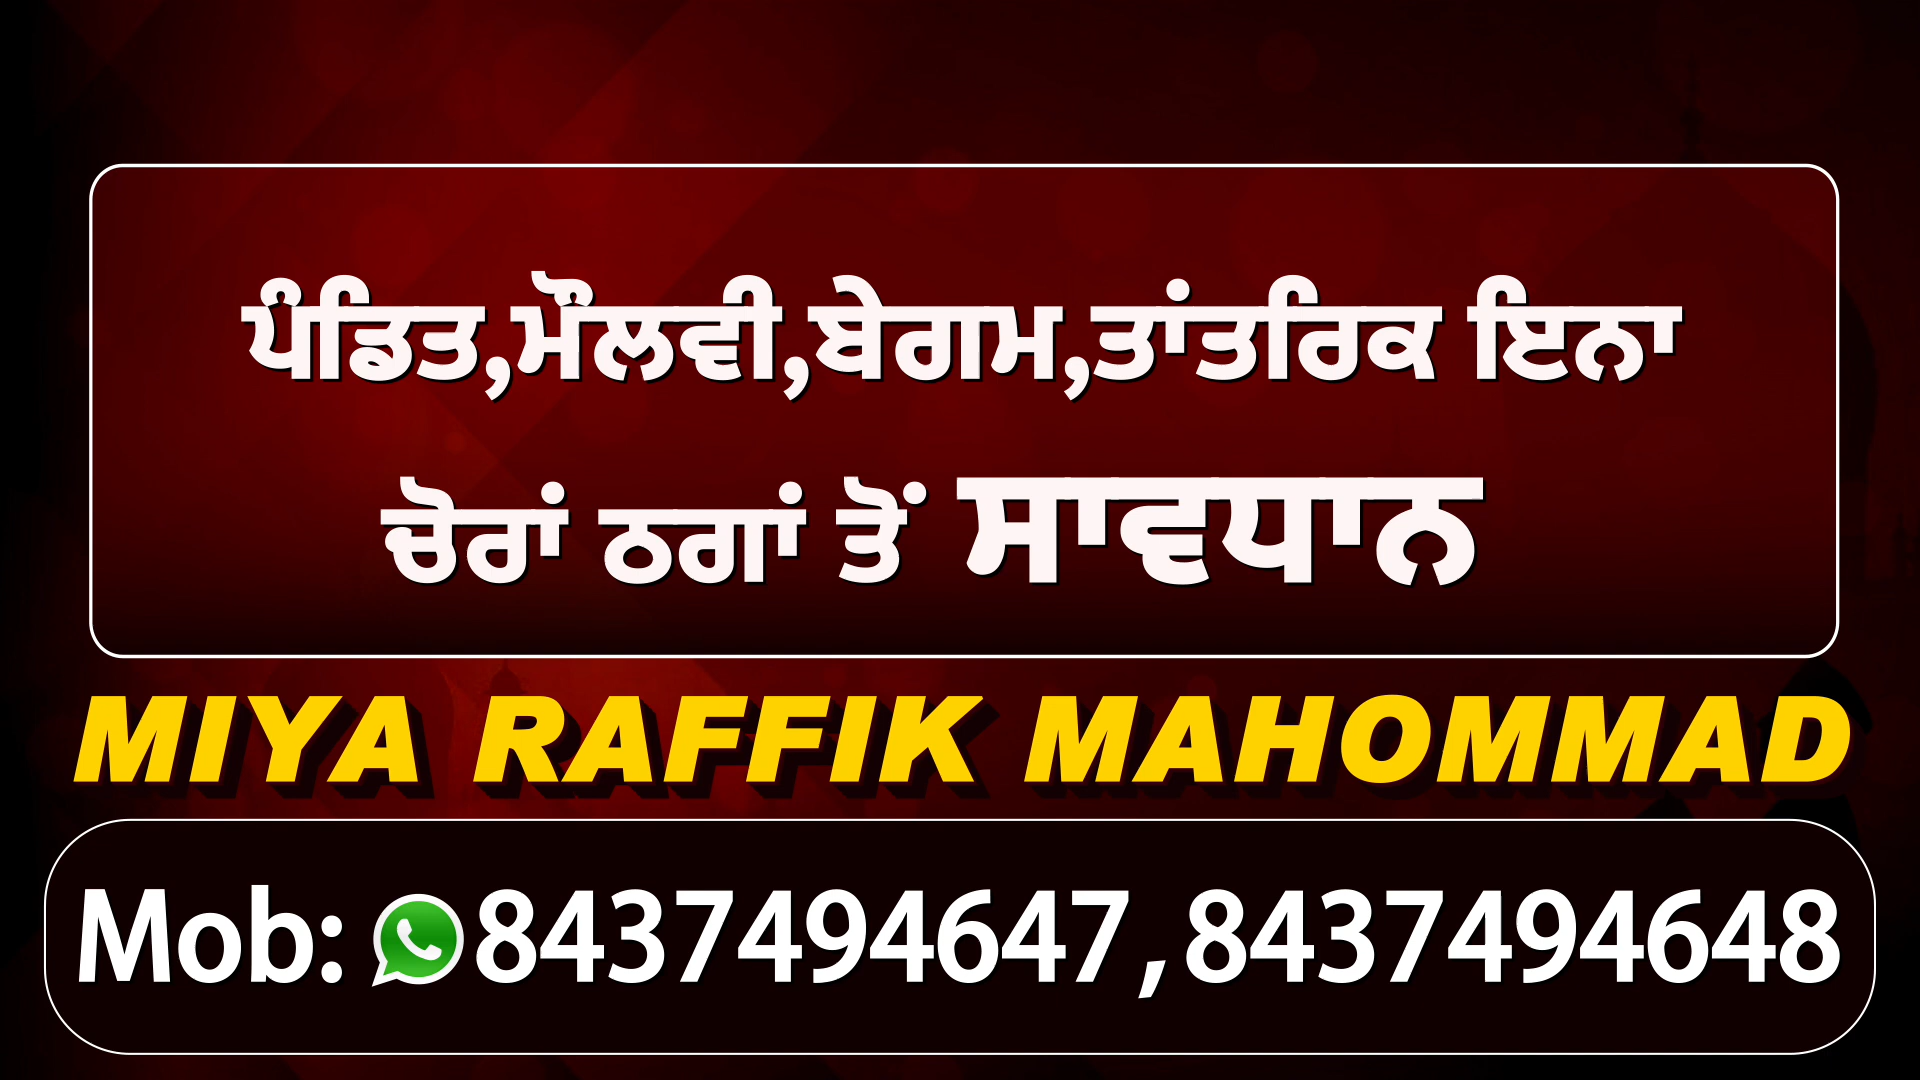 ਪੰਡਿਤ,ਮੌਲਵੀ,ਬੇਗਮ,ਤਾਂਤਰਿਕ ਇਨਾ
ਚੋਰਾਂ ਠਗਾਂ ਤੋਂ ਸਾਵਧਾਨ
MIYA RAFFIK MAHOMMAD
Mob: 8437494647, 8437494648